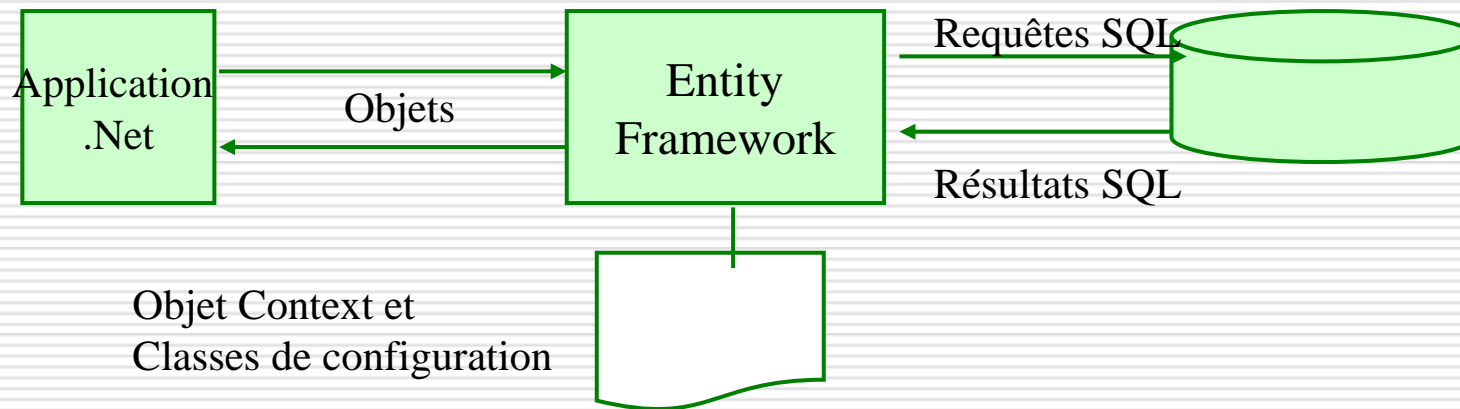 Application
.Net
Objets
Entity
Framework
Requêtes SQL
Résultats SQL
Objet Context et
Classes de configuration